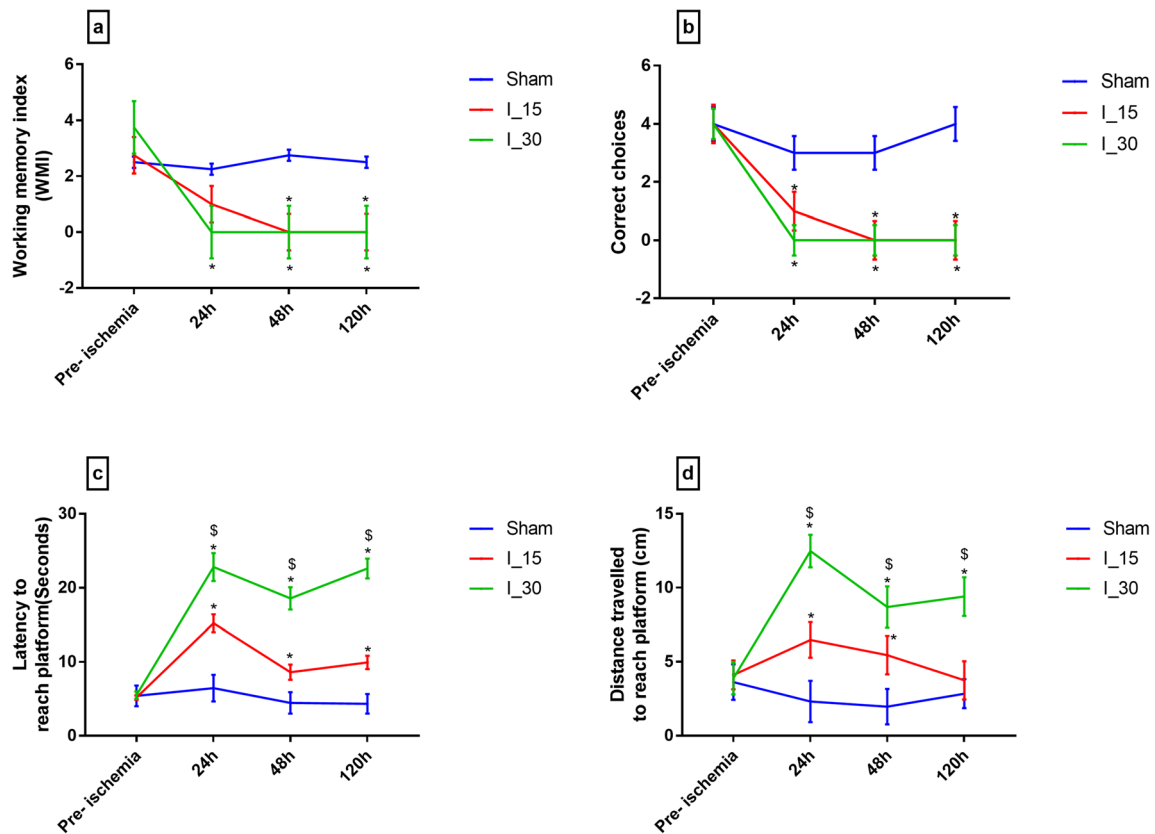 a
Working memory index
(WMI)
6
4
2
0
-2
Pre- ischemia
24h
48h
120h
*
*
*
*
*
Sham
I_15
I_30
b
Correct choices
6
4
2
0
-2
Pre- ischemia
24h
48h
120h
*
*
*
*
*
*
Sham
I_15
I_30
c
Latency to
reach platform(Seconds)
30
20
10
0
Pre- ischemia
24h
48h
120h
$
*
$
*
$
*
*
*
*
Sham
I_15
I_30
d
Distance travelled
to reach platform (cm)
15
10
5
0
Pre- ischemia
24h
48h
120h
$
*
$
*
$
*
*
*
Sham
I_15
I_30